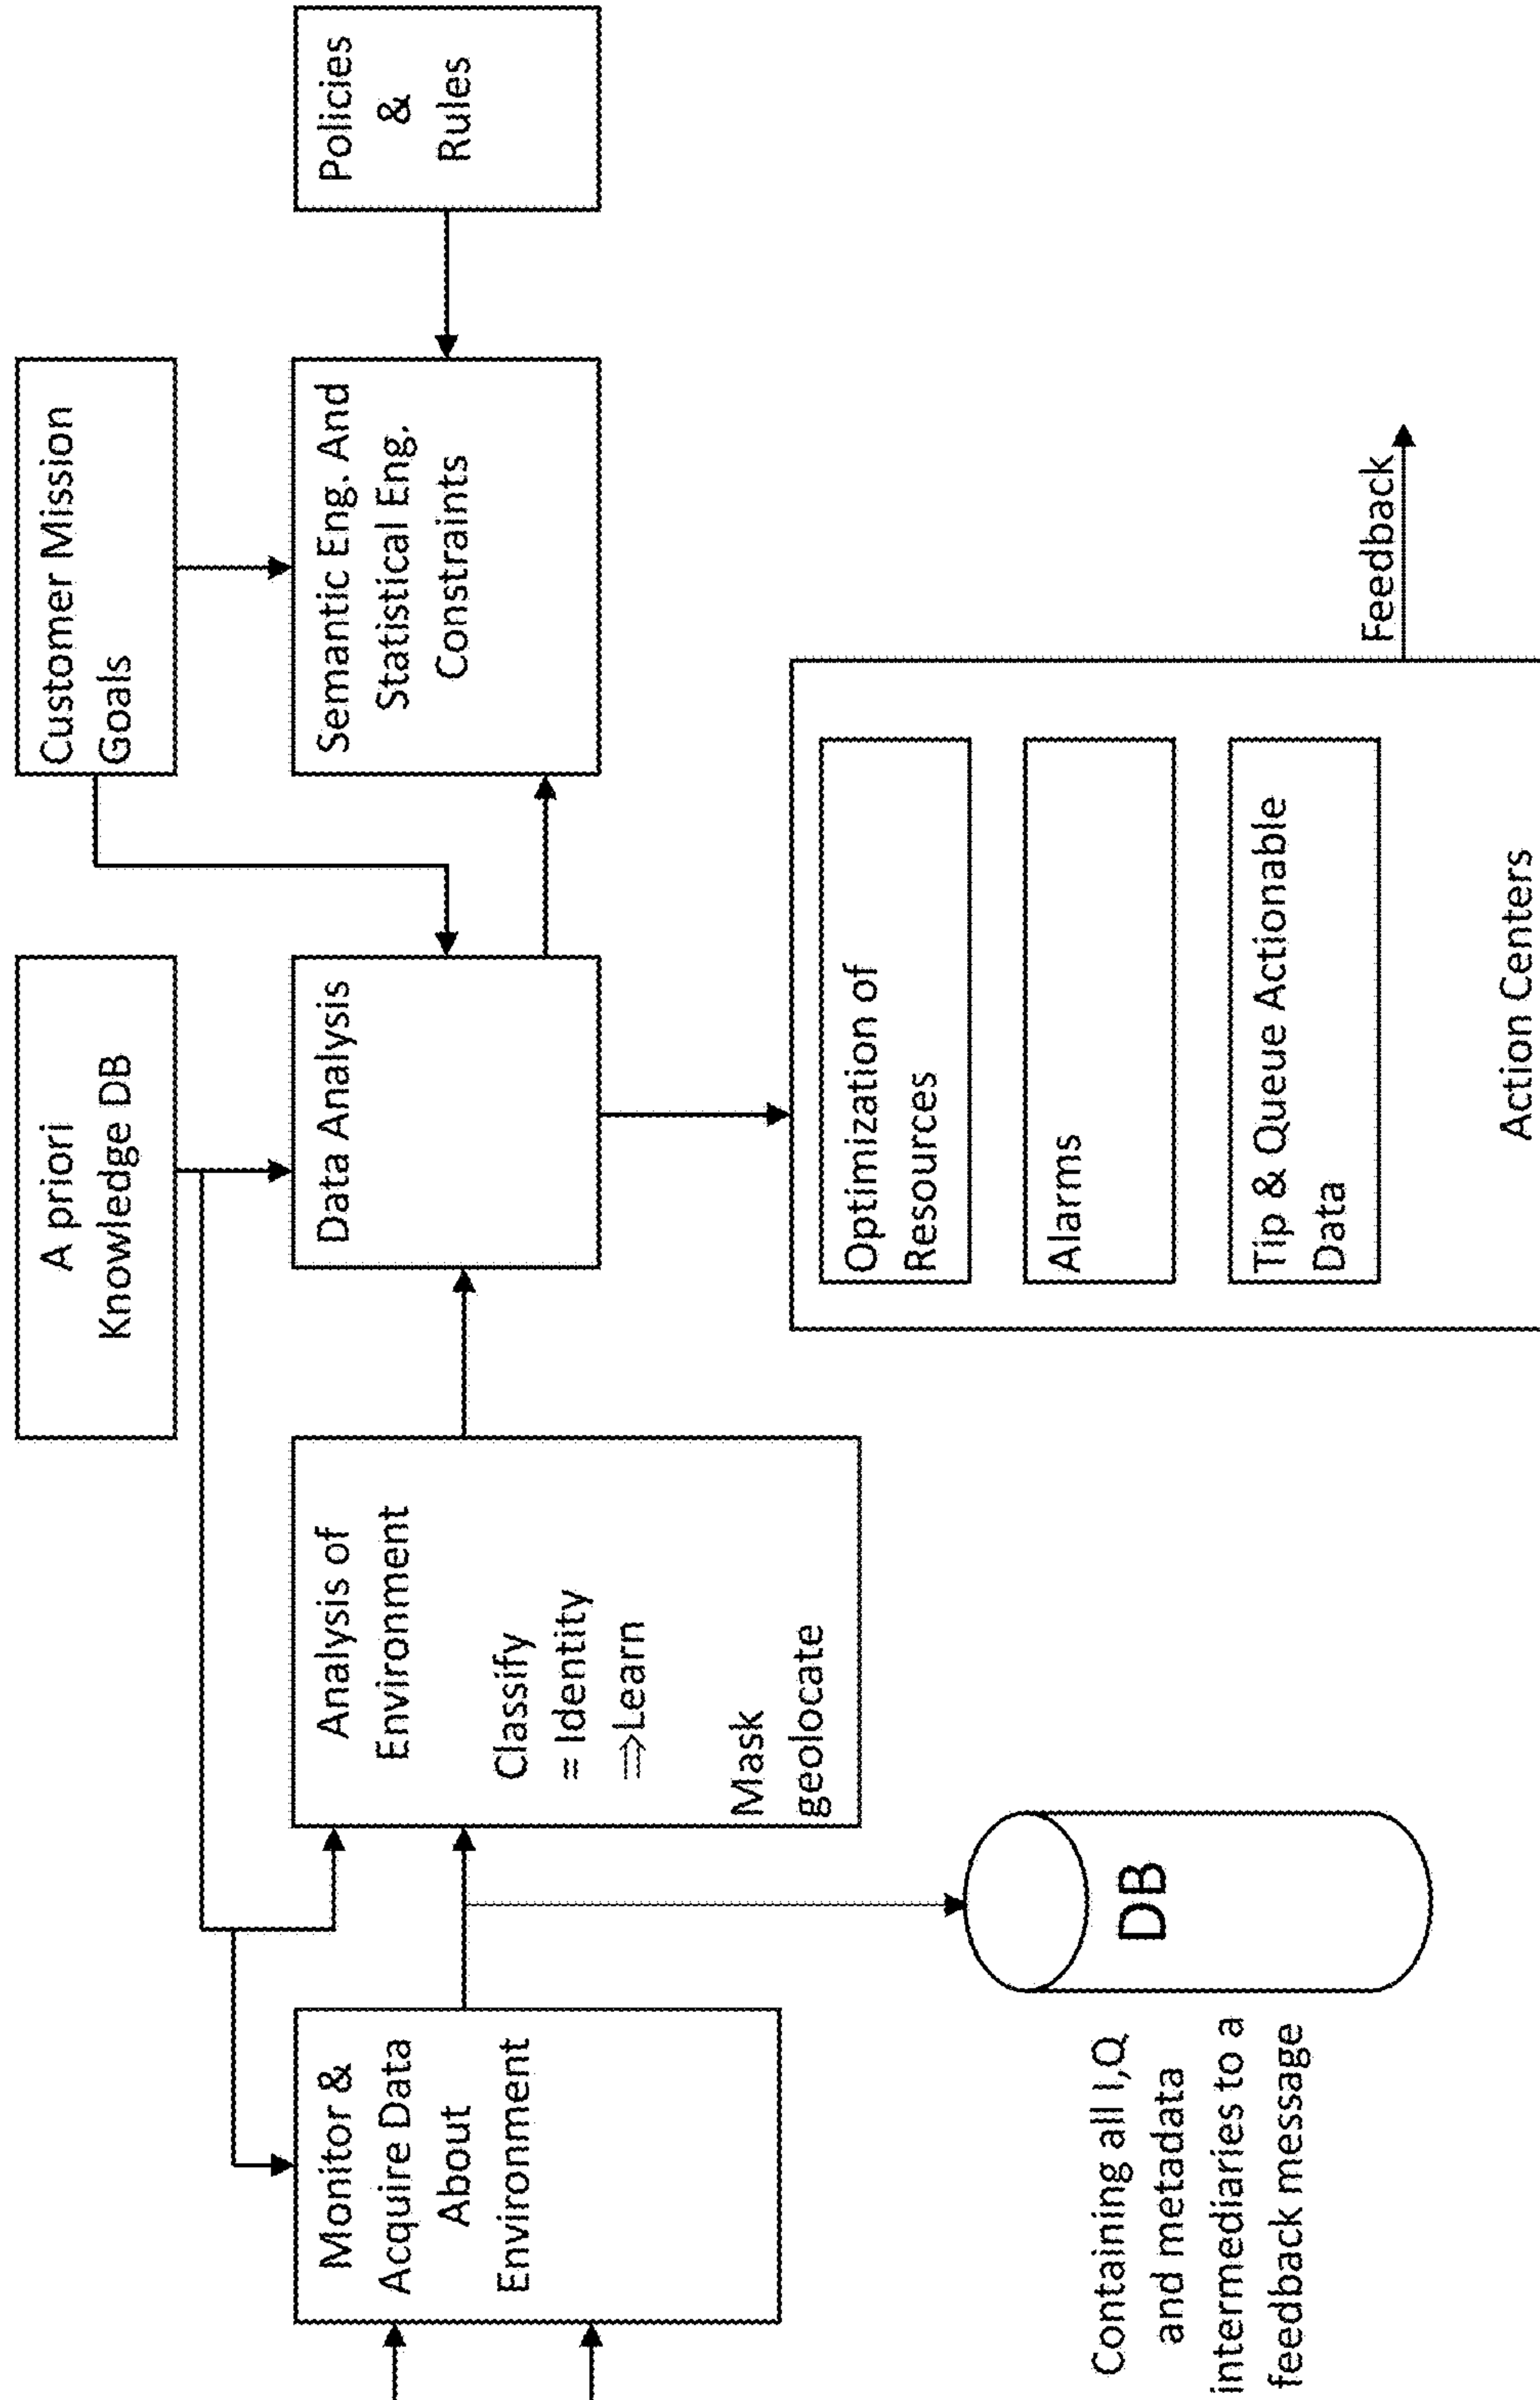 A priori
Knowledge DB
Customer Mission
Goals
Monitor &
Acquire Data
About
Environment
Analysis of
Environment
Classify
= Identity
⇒Learn
Mask
geolocate
Data Analysis
Semantic Eng. And
Statistical Eng.
Constraints
Policies
&
Rules
Containing all I,Q
and metadata
intermediaries to a
feedback message
DB
Optimization of
Resources
Alarms
Tip & Queue Actionable
Data
Action Centers
Feedback